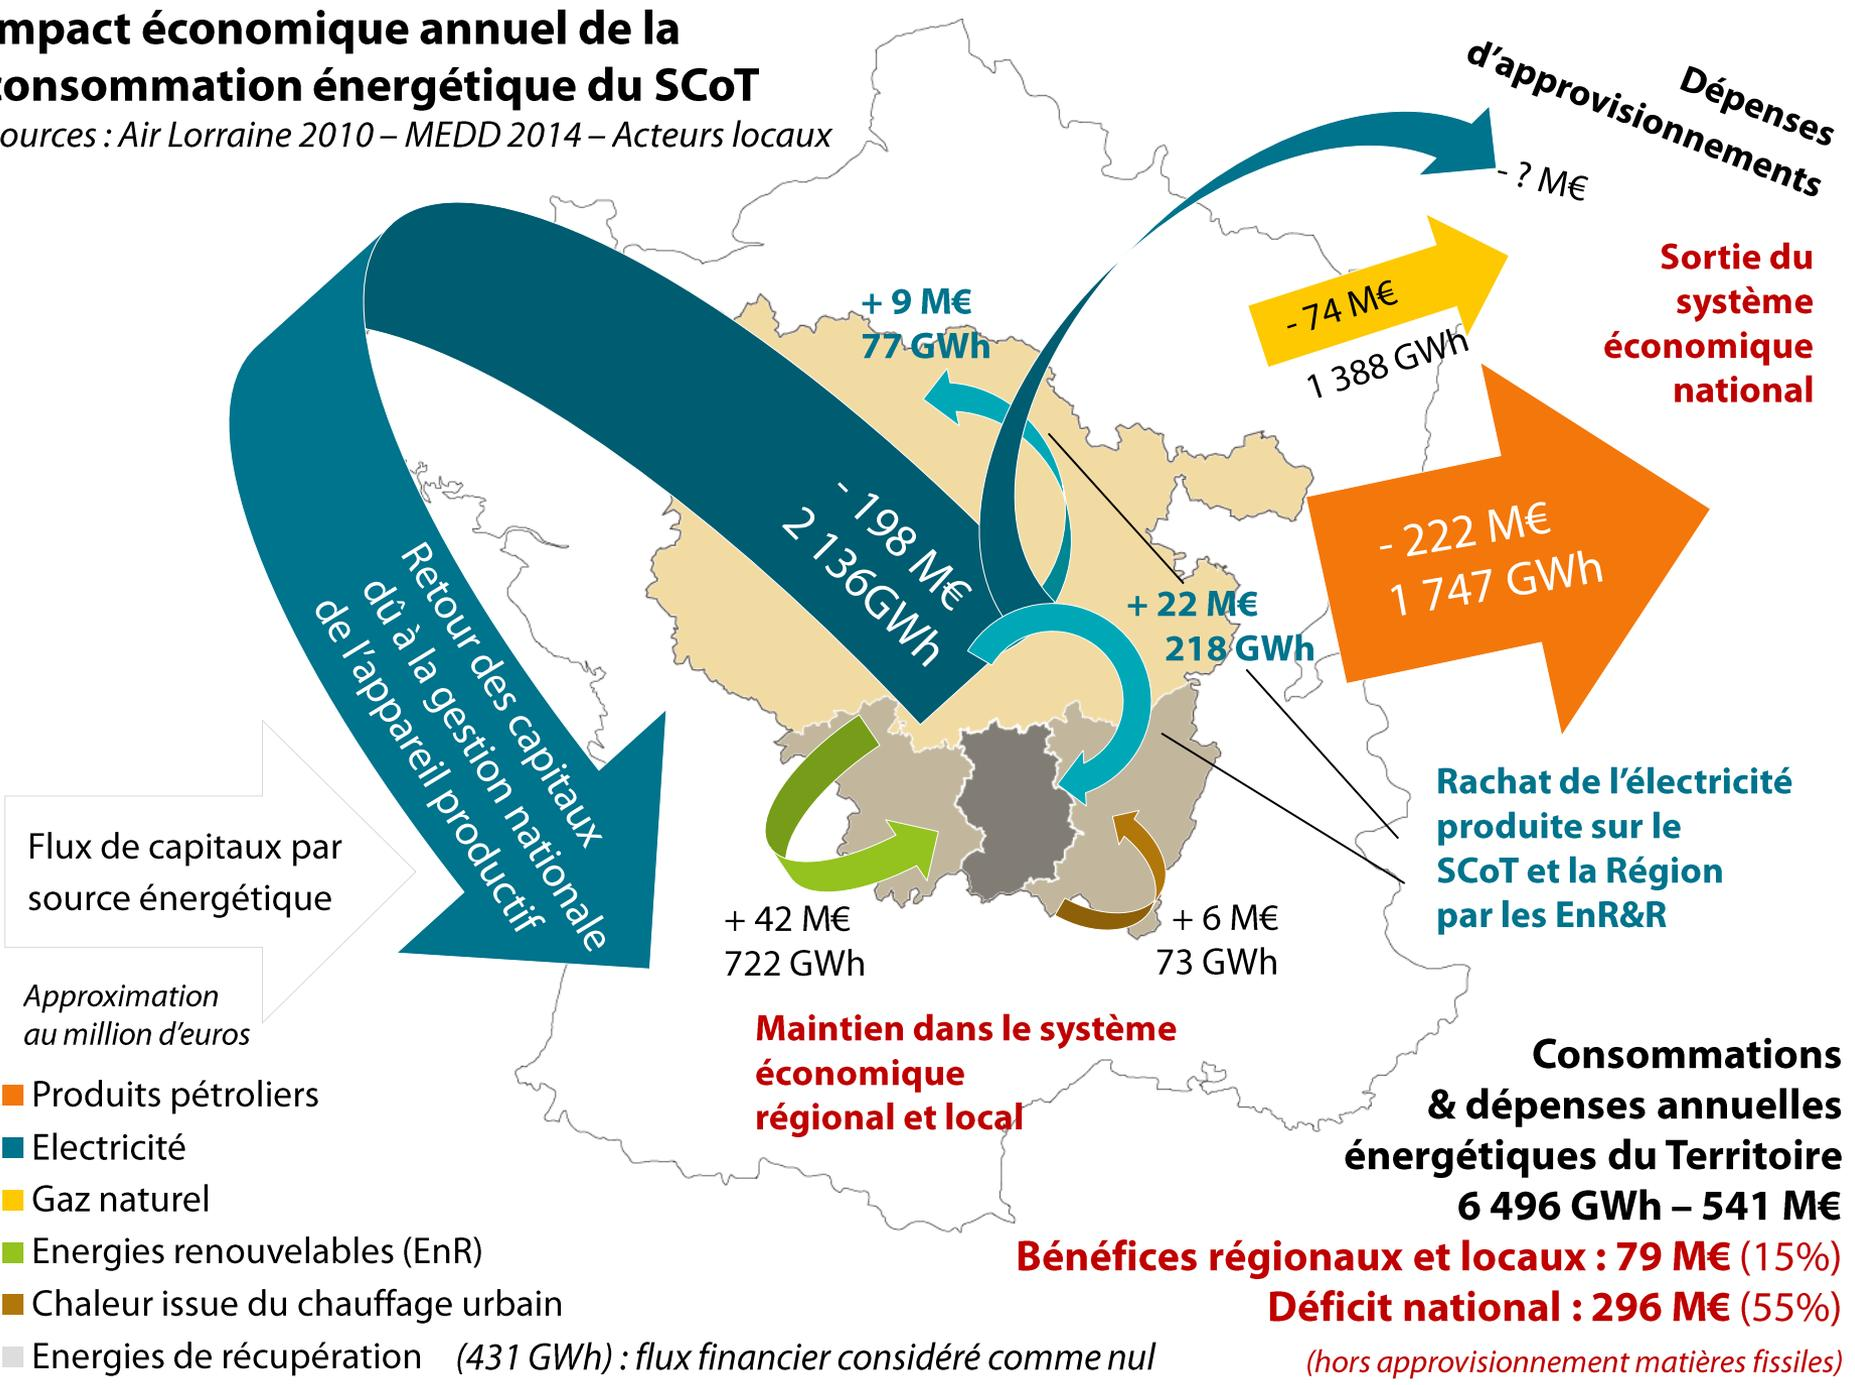 mpact économique annuel de la
consommation énergétique du SCoT
ources : Air Lorraine 2010 – MEDD 2014 – Acteurs locaux
Dépenses
d'approvisionnements
- ? M€
- 74 M€
1 388 GWh
Sortie du
système
économique
national
- 222 M€
1 747 GWh
+ 9 M€
77 GWh
- 198 M€
2 136GWh
+ 22 M€
218 GWh
Retour des capitaux
dû à la gestion nationale
de l'appareil productif
Rachat de l'électricité
produite sur le
SCoT et la Région
par les EnR&R
Flux de capitaux par
source énergétique
Approximation
au million d'euros
+ 42 M€
722 GWh
+ 6 M€
73 GWh
Maintien dans le système
économique
régional et local
Produits pétroliers
Electricité
Gaz naturel
Energies renouvelables (EnR)
Chaleur issue du chauffage urbain
Energies de récupération (431 GWh) : flux financier considéré comme nul
Consommations
& dépenses annuelles
énergétiques du Territoire
6 496 GWh – 541 M€
Bénéfices régionaux et locaux : 79 M€ (15%)
Déficit national : 296 M€ (55%)
(hors approvisionnement matières fissiles)